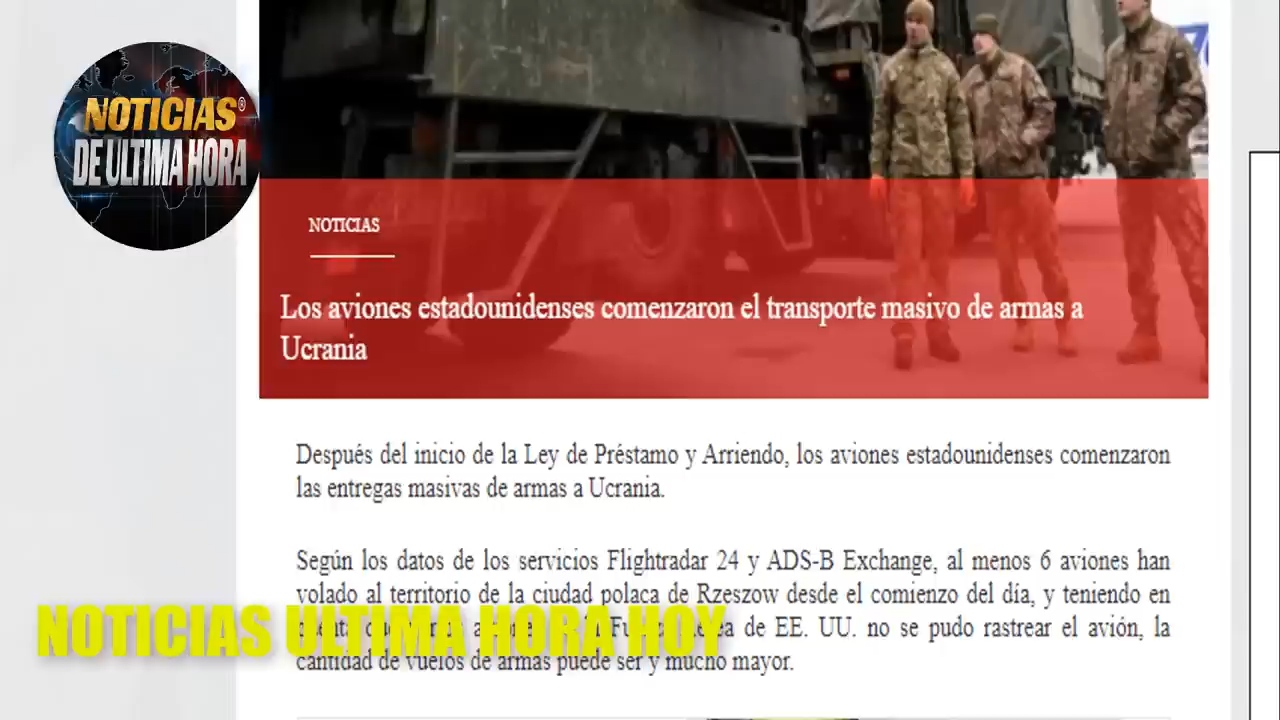 NOTICIAS®
DE ULTIMA HORA
NOTICIAS
Los aviones estadounidenses comenzaron el transporte masivo de armas a
Ucrania
Después del inicio de la Ley de Préstamo y Arriendo, los aviones estadounidenses comenzaron
las entregas masivas de armas a Ucrania.
Según los datos de los servicios Flightradar 24 y ADS-B Exchange, al menos 6 aviones han
volado al territorio de la ciudad polaca de Rzeszow desde el comienzo del día, y teniendo en
de EE. UU. no se pudo rastrear el avión, la
cantidad de vuelos de armas puede ser y mucho mayor.
NOTICIAS ULTIMA HORA HOY